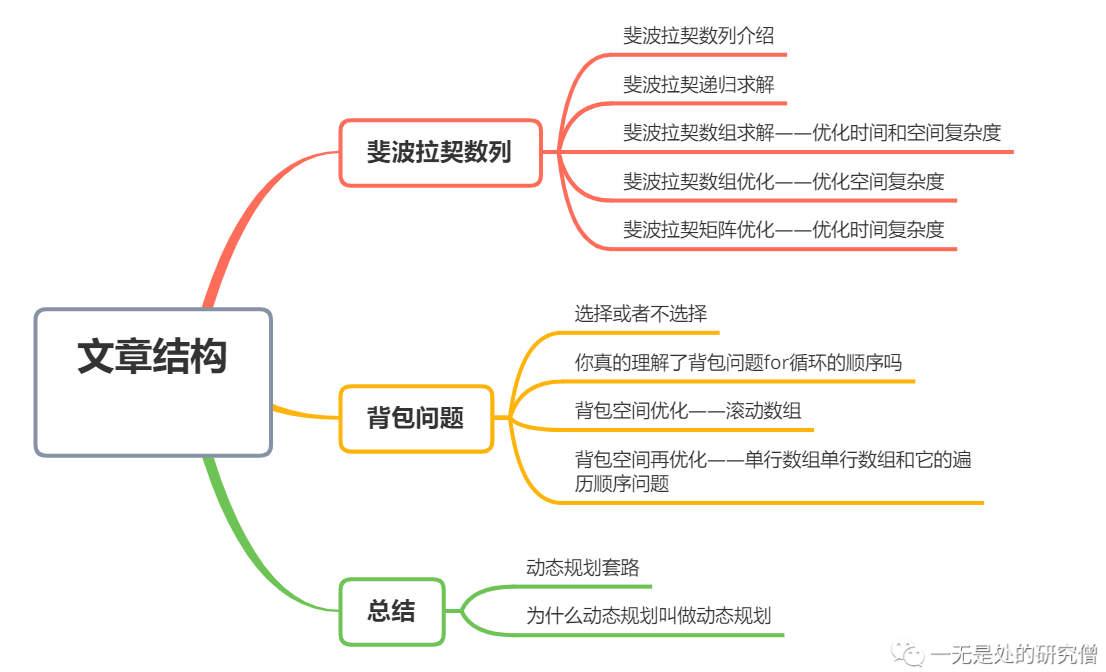 文章结构
斐波拉契数列
斐波拉契数列介绍
斐波拉契递归求解
斐波拉契数组求解——优化时间和空间复杂度
斐波拉契数组优化——优化空间复杂度
斐波拉契矩阵优化——优化时间复杂度
背包问题
选择或者不选择
你真的理解了背包问题for循环的顺序吗
背包空间优化——滚动数组
背包空间再优化——单行数组单行数组和它的遍
历顺序问题
总结
动态规划套路
为什么动态规划叫做动态规划
一无是处的研究僧